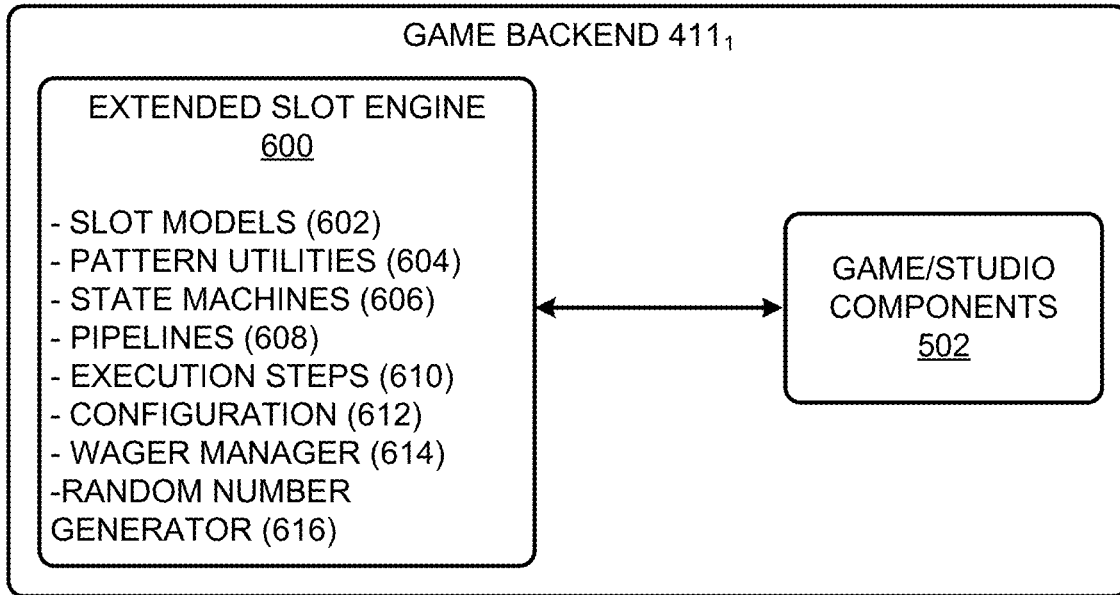 GAME BACKEND 411₁
EXTENDED SLOT ENGINE
600
- SLOT MODELS (602)
- PATTERN UTILITIES (604)
- STATE MACHINES (606)
- PIPELINES (608)
- EXECUTION STEPS (610)
- CONFIGURATION (612)
- WAGER MANAGER (614)
-RANDOM NUMBER
GENERATOR (616)
GAME/STUDIO
COMPONENTS
502